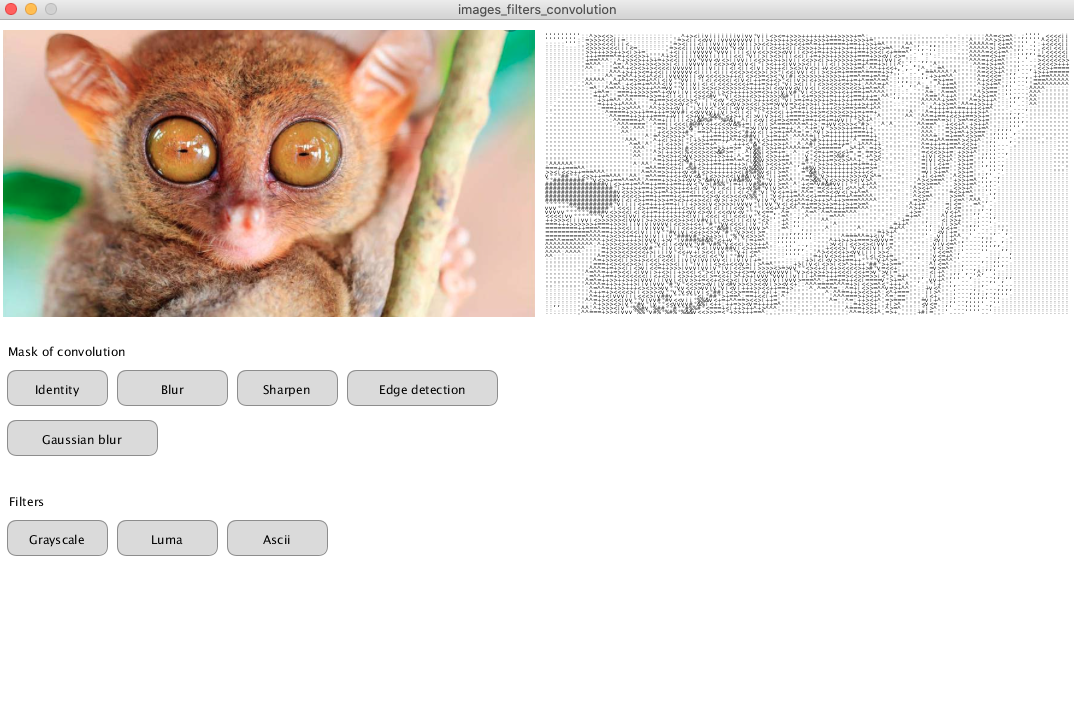 images_filters_convolution
Mask of convolution
Identity Blur Sharpen Edge detection
Gaussian blur
Filters
Grayscale Luma Ascii